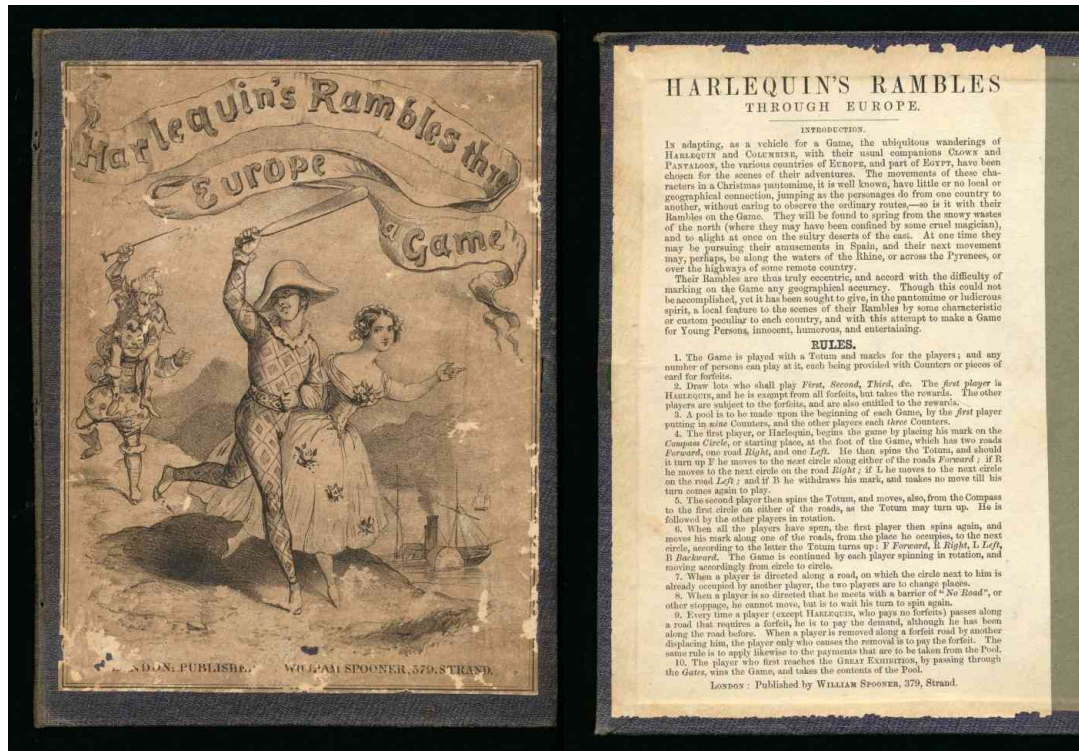 Harlequin's Rambles thro'
Europe
a Game
LONDON: PUBLISHE WILLIAM SPOONER, 379, STRAND.
HARLEQUIN'S RAMBLES
THROUGH EUROPE.
INTRODUCTION.
IN adapting, as a vehicle for a Game, the ubiquitous wanderings of
HARLEQUIN and COLUMBINE, with their usual companions CLOWN and
PANTALOON, the various countries of EUROPE, and part of EGYPT, have been
chosen for the scenes of their adventures. The movements of these cha-
racters in a Christmas pantomime, it is well known, have little or no local or
geographical connection, jumping as the personages do from one country to
another, without caring to observe the ordinary routes,—so is it with their
Rambles on the Game. They will be found to spring from the snowy wastes
of the north (where they may have been confined by some cruel magician),
and to alight at once on the sultry deserts of the east. At one time they
may be pursuing their amusements in Spain, and their next movement
may, perhaps, be along the waters of the Rhine, or across the Pyrenees, or
over the highways of some remote country.
Their Rambles are thus truly eccentric, and accord with the difficulty of
marking on the Game any geographical accuracy. Though this could not
be accomplished, yet it has been sought to give, in the pantomime or ludicrous
spirit, a local feature to the scenes of their Rambles by some characteristic
or custom peculiar to each country, and with this attempt to make a Game
for Young Persons, innocent, humorous, and entertaining.
RULES.
1. The Game is played with a Totum and marks for the players; and any
number of persons can play at it, each being provided with Counters or pieces of
card for forfeits.
2. Draw lots who shall play First, Second, Third, &c. The first player is
HARLEQUIN, and he is exempt from all forfeits, but takes the rewards. The other
players are subject to the forfeits, and are also entitled to the rewards.
3. A pool is to be made upon the beginning of each Game, by the first player
putting in nine Counters, and the other players each three Counters.
4. The first player, or Harlequin, begins the game by placing his mark on the
Compass Circle, or starting place, at the foot of the Game, which has two roads
Forward, one road Right, and one Left. He then spins the Totum, and should
it turn up F he moves to the next circle along either of the roads Forward; if R
he moves to the next circle on the road Right; if L he moves to the next circle
on the road Left; and if B he withdraws his mark, and makes no move till his
turn comes again to play.
5. The second player then spins the Totum, and moves, also, from the Compass
to the first circle on either of the roads, as the Totum may turn up. He is
followed by the other players in rotation.
6. When all the players have spun, the first player then spins again, and
moves his mark along one of the roads, from the place he occupies, to the next
circle, according to the letter the Totum turns up: F Forward, R Right, L Left,
B Backward. The Game is continued by each player spinning in rotation, and
moving accordingly from circle to circle.
7. When a player is directed along a road, on which the circle next to him is
already occupied by another player, the two players are to change places.
8. When a player is so directed that he meets with a barrier of "No Road", or
other stoppage, he cannot move, but is to wait his turn to spin again.
9. Every time a player (except HARLEQUIN, who pays no forfeits) passes along
a road that requires a forfeit, he is to pay the demand, although he has been
along the road before. When a player is removed along a forfeit road by another
displacing him, the player only who causes the removal is to pay the forfeit. The
same rule is to apply likewise to the payments that are to be taken from the Pool.
10. The player who first reaches the GREAT EXHIBITION, by passing through
the Gates, wins the Game, and takes the contents of the Pool.
LONDON: Published by WILLIAM SPOONER, 379, Strand.